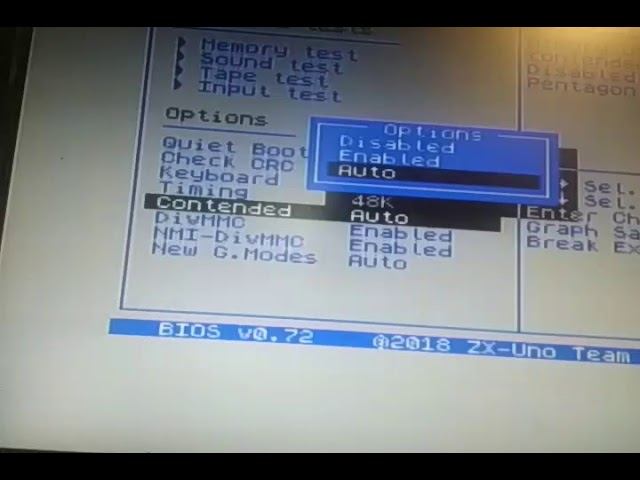 Memory test
Sound test
Tape test
Input test
Options
Quiet Boot
Check CRC
Keyboard
Timing
48K
Contended
Auto
DivMMC
Enabled
NMI-DivMMC
Enabled
New G.Modes
Auto
Options
Disabled
Enabled
Auto
Contended
Disabled
Pentagon
Sel.
Sel.
Enter Ch
Graph Sa
Break Ex
BIOS v0.72
©2018 ZX-Uno Team